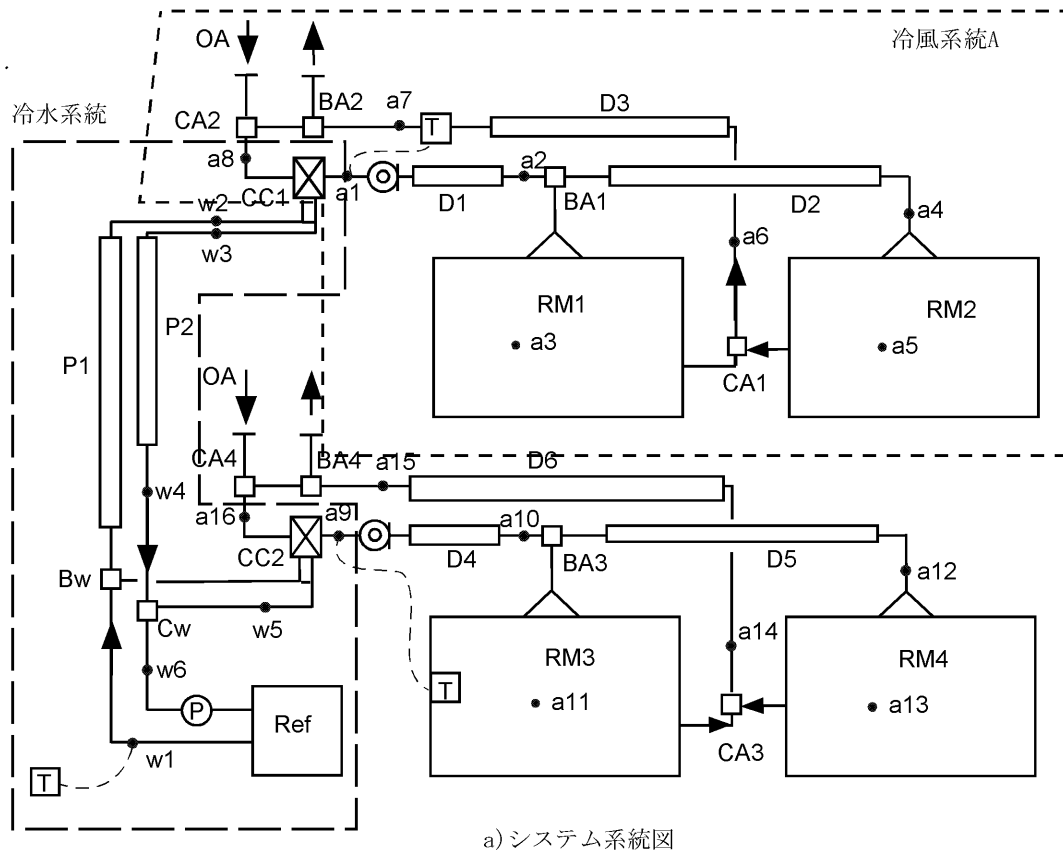 冷風系統A
OA
BA2
a7
T
D3
CA2
冷水系統
a8
CC1
a1
D1
a2
BA1
D2
a4
w2
w3
a6
RM1
a3
RM2
a5
CA1
P1
P2
OA
CA4
BA4
a15
D6
w4
a16
CC2
a9
D4
a10
BA3
D5
a12
Bw
Cw
w5
w6
P
Ref
w1
T
RM3
T
a11
a14
RM4
a13
CA3
a)システム系統図